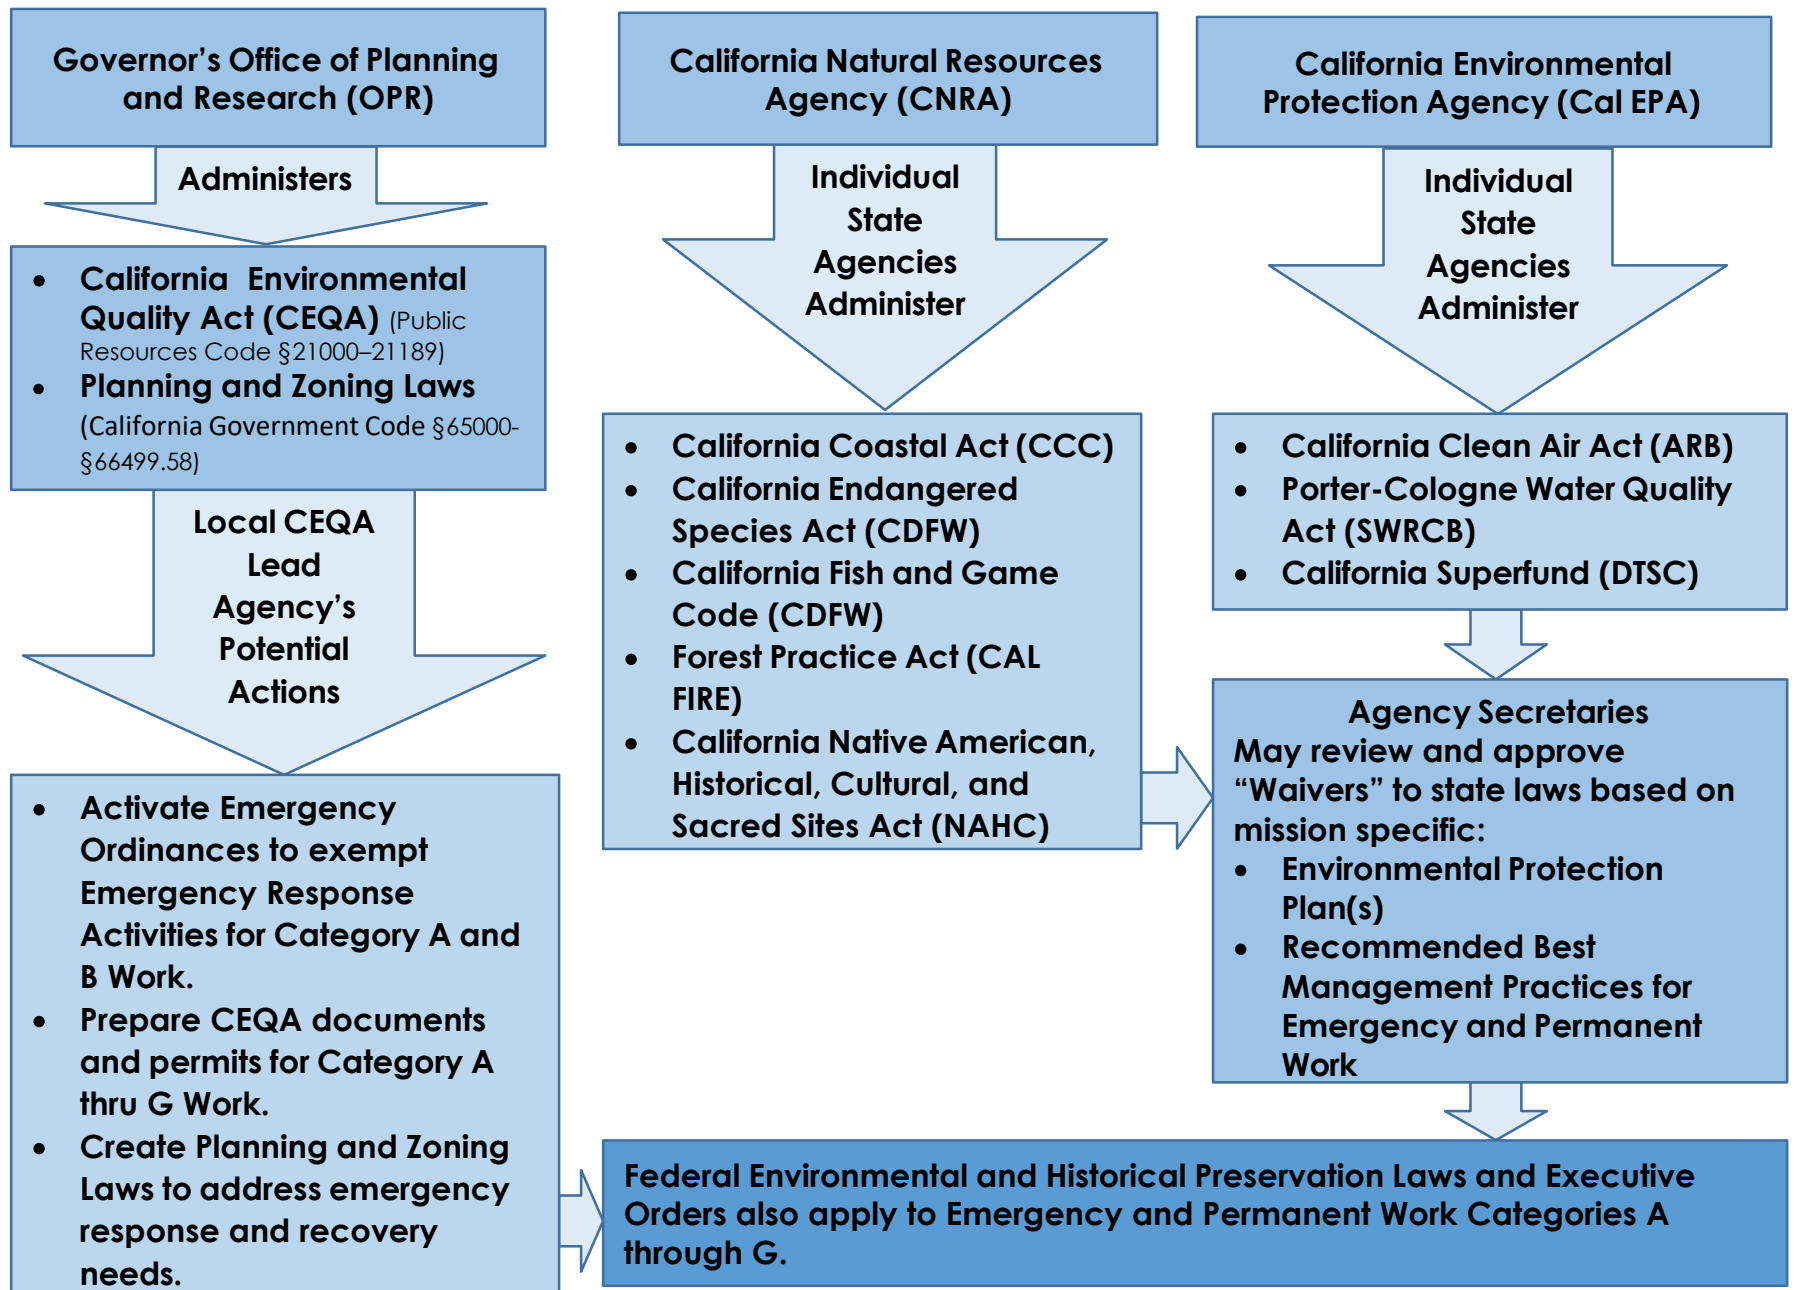 Governor’s Office of Planning
and Research (OPR)
Administers
• California  Environmental
Quality Act (CEQA) (Public
Resources Code §21000–21189)
• Planning and Zoning Laws
(California Government Code §65000-
§66499.58)
Local CEQA
Lead
Agency’s
Potential
Actions
• Activate Emergency
Ordinances to exempt
Emergency Response
Activities for Category A and
B Work.
• Prepare CEQA documents
and permits for Category A
thru G Work.
• Create Planning and Zoning
Laws to address emergency
response and recovery
needs.
California Natural Resources
Agency (CNRA)
Individual
State
Agencies
Administer
• California Coastal Act (CCC)
• California Endangered
Species Act (CDFW)
• California Fish and Game
Code (CDFW)
• Forest Practice Act (CAL
FIRE)
• California Native American,
Historical, Cultural, and
Sacred Sites Act (NAHC)
California Environmental
Protection Agency (Cal EPA)
Individual
State
Agencies
Administer
• California Clean Air Act (ARB)
• Porter-Cologne Water Quality
Act (SWRCB)
• California Superfund (DTSC)
Agency Secretaries
May review and approve
“Waivers” to state laws based on
mission specific:
• Environmental Protection
Plan(s)
• Recommended Best
Management Practices for
Emergency and Permanent
Work
Federal Environmental and Historical Preservation Laws and Executive
Orders also apply to Emergency and Permanent Work Categories A
through G.